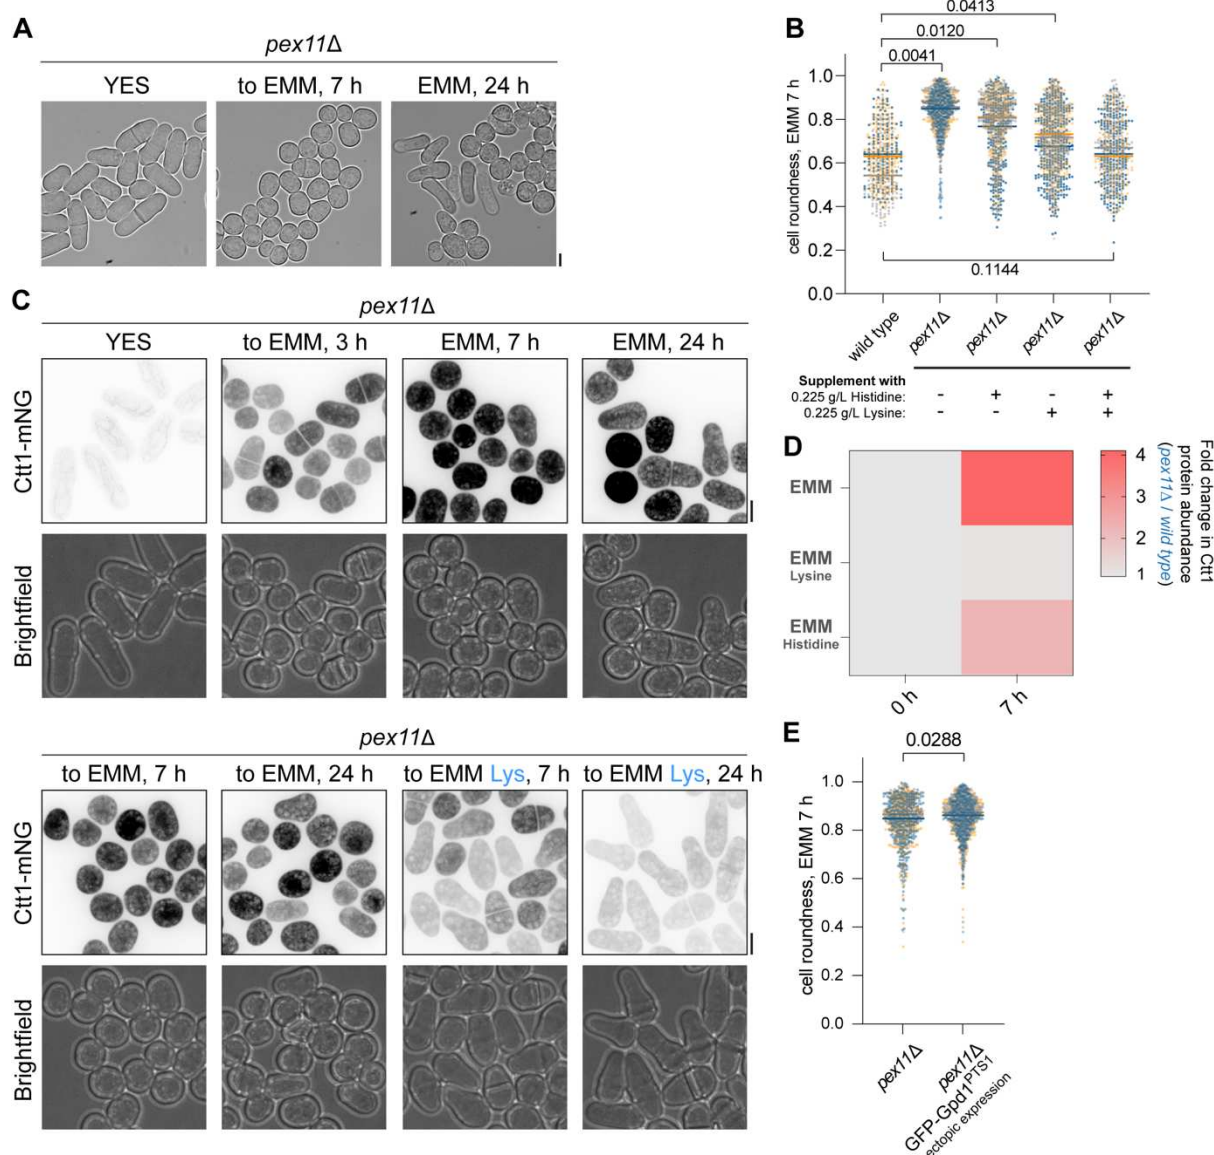 A
pex11Δ
YES
to EMM, 7 h
EMM, 24 h
B
0.0413
0.0120
0.0041
cell roundness, EMM 7 h
1.0
0.8
0.6
0.4
0.2
0.0
0.1144
wild type
pex11Δ
pex11Δ
pex11Δ
pex11Δ
Supplement with
0.225 g/L Histidine: - + - +
0.225 g/L Lysine: - - + +
C
pex11Δ
YES
to EMM, 3 h
EMM, 7 h
EMM, 24 h
Ctt1-mNG
Brightfield
pex11Δ
to EMM, 7 h
to EMM, 24 h
to EMM Lys, 7 h
to EMM Lys, 24 h
Ctt1-mNG
Brightfield
D
EMM
EMM
Lysine
EMM
Histidine
0 h
7 h
4
3
2
1
Fold change in Ctt1
protein abundance
(pex11Δ / wild type)
E
0.0288
cell roundness, EMM 7 h
1.0
0.8
0.6
0.4
0.2
0.0
pex11Δ
pex11Δ
GFP-Gpd1PTS1
ectopic expression